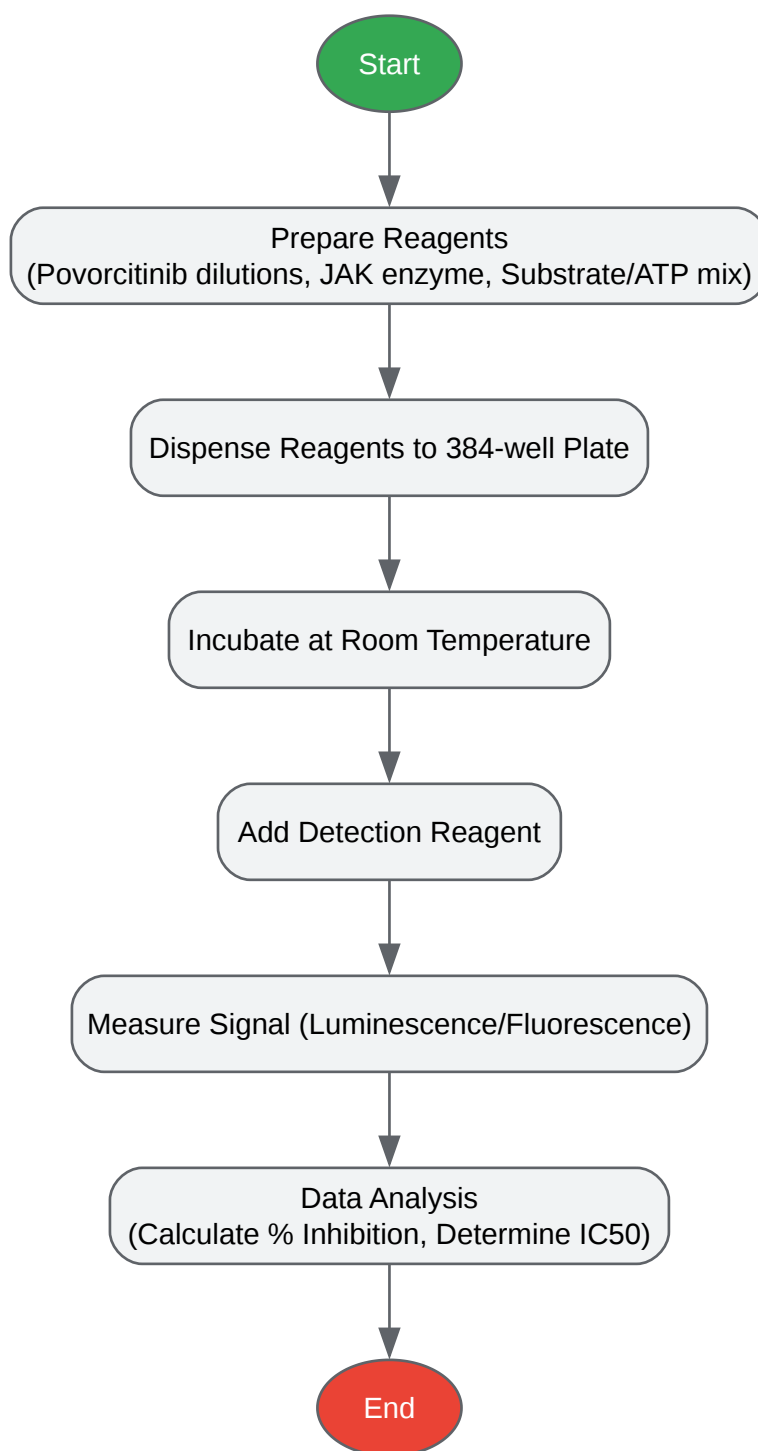 Start
Prepare Reagents
(Povorcitinib dilutions, JAK enzyme, Substrate/ATP mix)
Dispense Reagents to 384-well Plate
Incubate at Room Temperature
Add Detection Reagent
Measure Signal (Luminescence/Fluorescence)
Data Analysis
(Calculate % Inhibition, Determine IC50)
End